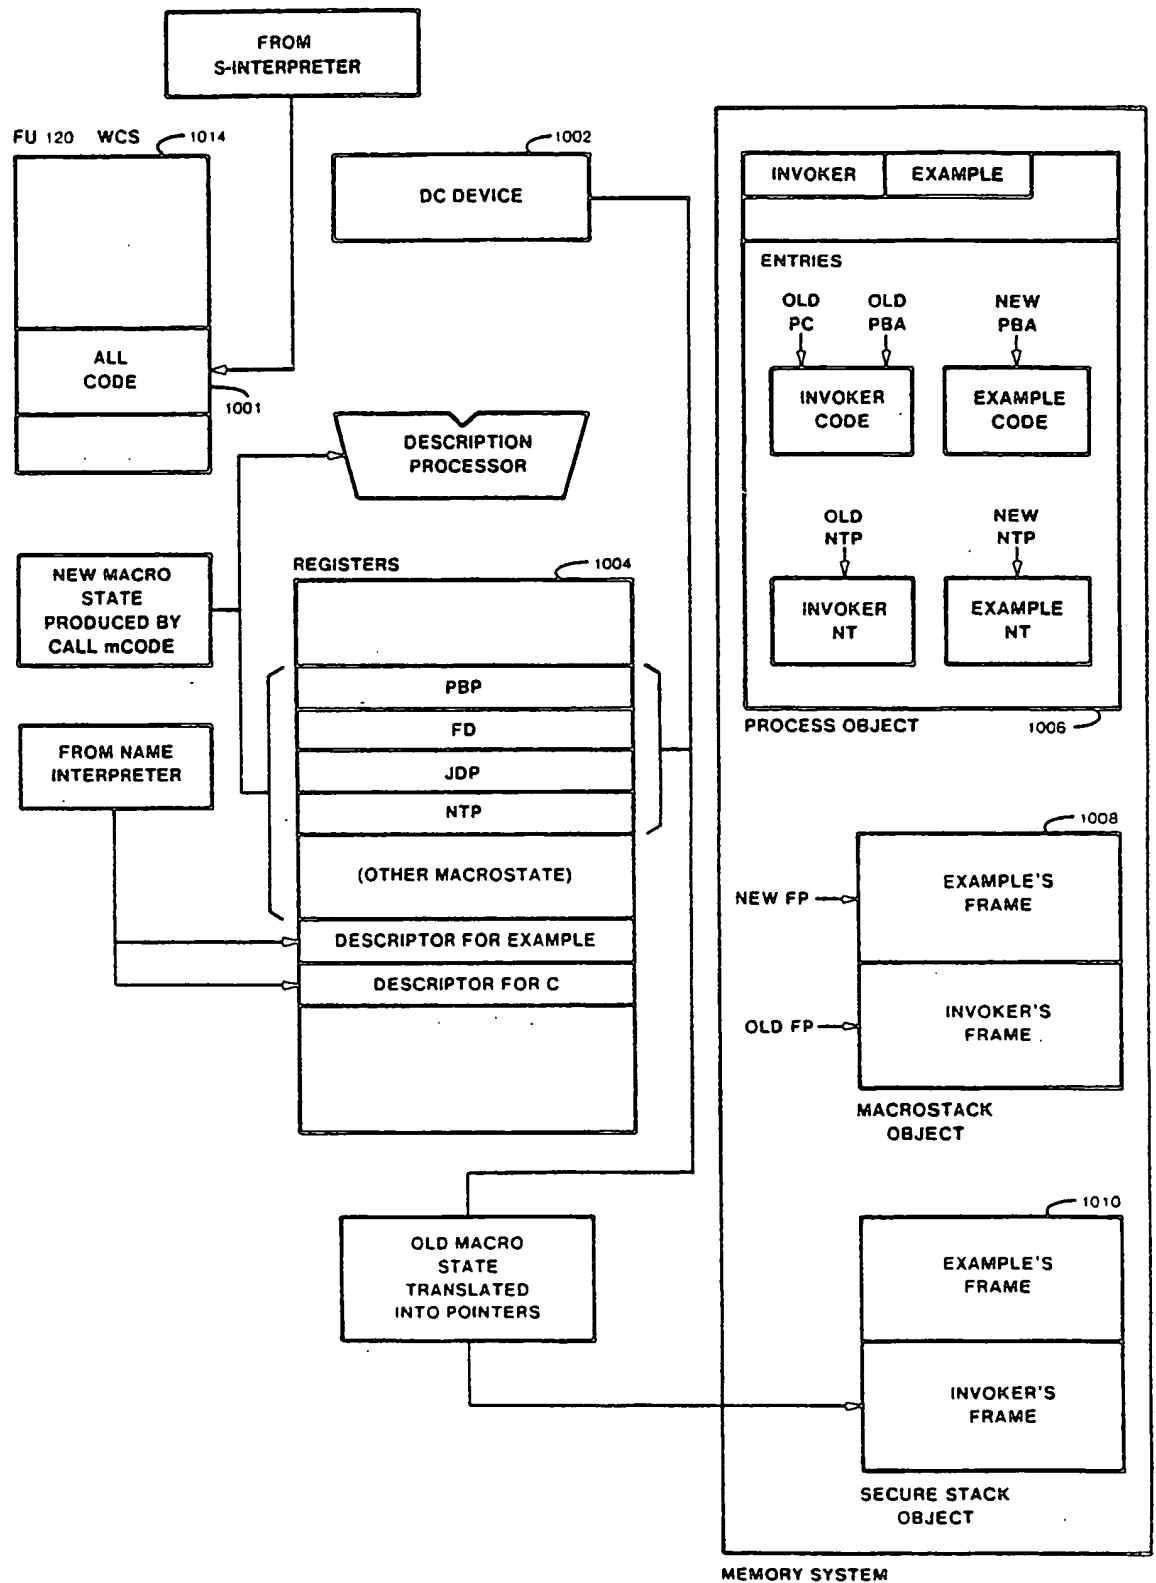 FROM
S-INTERPRETER
FU 120 WCS
1014
ALL
CODE
1001
1002
DC DEVICE
DESCRIPTION
PROCESSOR
NEW MACRO
STATE
PRODUCED BY
CALL mCODE
FROM NAME
INTERPRETER
REGISTERS
1004
PBP
FD
JDP
NTP
(OTHER MACROSTATE)
DESCRIPTOR FOR EXAMPLE
DESCRIPTOR FOR C
OLD MACRO
STATE
TRANSLATED
INTO POINTERS
INVOKER
EXAMPLE
ENTRIES
OLD
PC
OLD
PBA
NEW
PBA
INVOKER
CODE
EXAMPLE
CODE
OLD
NTP
NEW
NTP
INVOKER
NT
EXAMPLE
NT
PROCESS OBJECT
1006
1008
NEW FP
EXAMPLE'S
FRAME
OLD FP
INVOKER'S
FRAME
MACROSTACK
OBJECT
1010
EXAMPLE'S
FRAME
INVOKER'S
FRAME
SECURE STACK
OBJECT
MEMORY SYSTEM